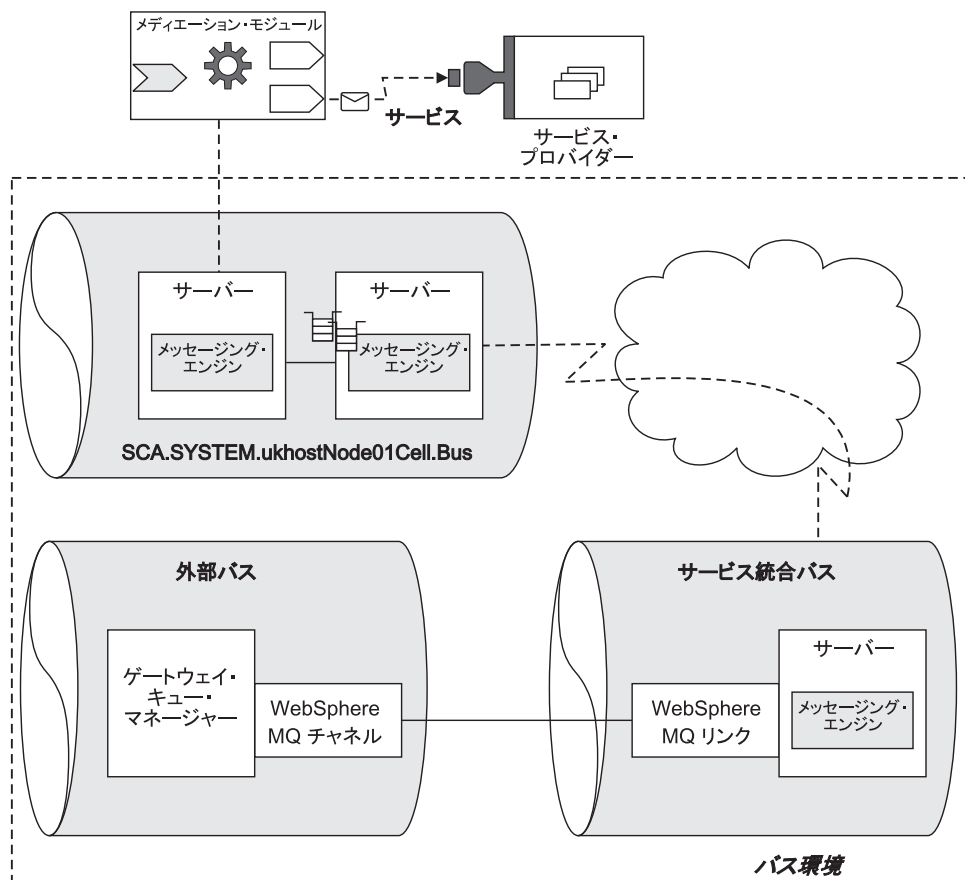 メディエーション・モジュール
サービス
サービス・
プロバイダー
サーバー
メッセージング・
エンジン
サーバー
メッセージング・
エンジン
SCA.SYSTEM.ukhostNode01Cell.Bus
外部バス
ゲートウェイ・
キュー・
マネージャー
WebSphere
MQ チャネル
サービス統合バス
WebSphere
MQ リンク
サーバー
メッセージング・
エンジン
バス環境